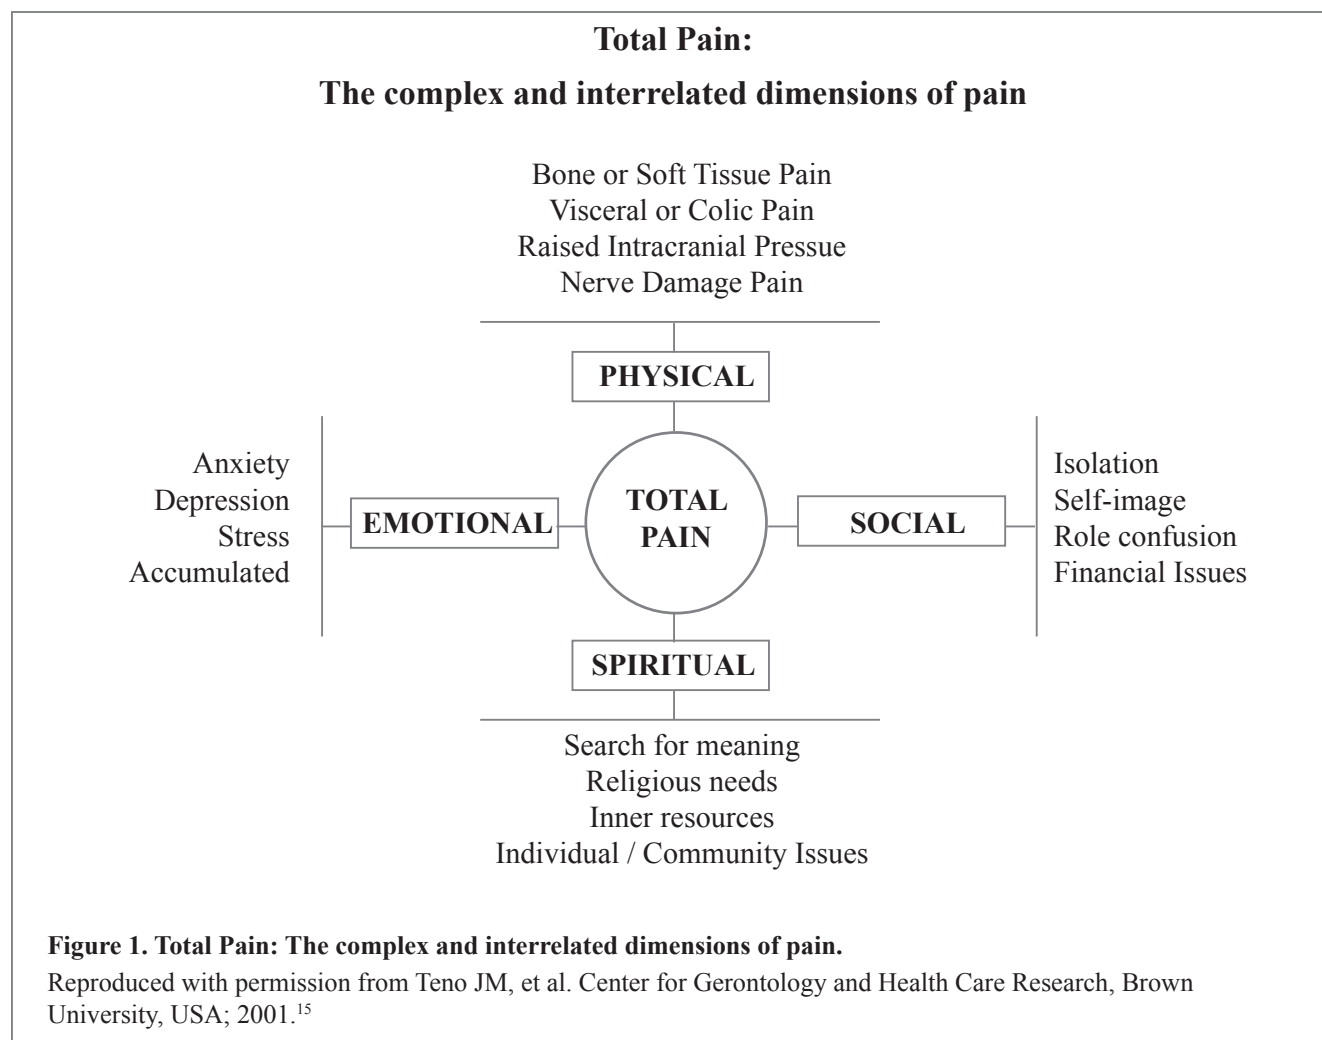 Total Pain:
The complex and interrelated dimensions of pain
Bone or Soft Tissue Pain
Visceral or Colic Pain
Raised Intracranial Pressue
Nerve Damage Pain
PHYSICAL
Anxiety
Depression
Stress
Accumulated
EMOTIONAL
TOTAL
PAIN
SOCIAL
Isolation
Self-image
Role confusion
Financial Issues
SPIRITUAL
Search for meaning
Religious needs
Inner resources
Individual / Community Issues
Figure 1. Total Pain: The complex and interrelated dimensions of pain.
Reproduced with permission from Teno JM, et al. Center for Gerontology and Health Care Research, Brown
University, USA; 2001.15